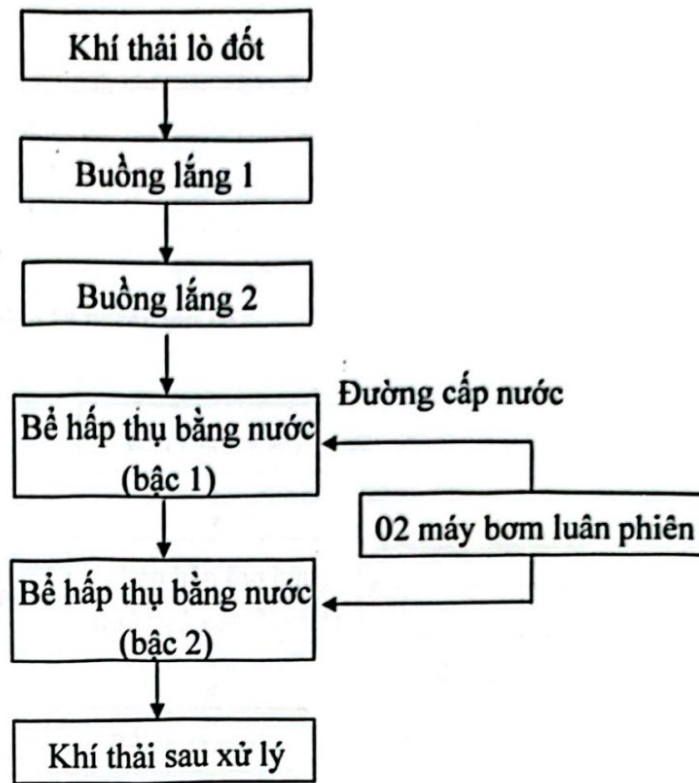 Khí thải lò đốt
Buồng lắng 1
Buồng lắng 2
Đường cấp nước
Bể hấp thụ bằng nước
(bậc 1)
02 máy bơm luân phiên
Bể hấp thụ bằng nước
(bậc 2)
Khí thải sau xử lý